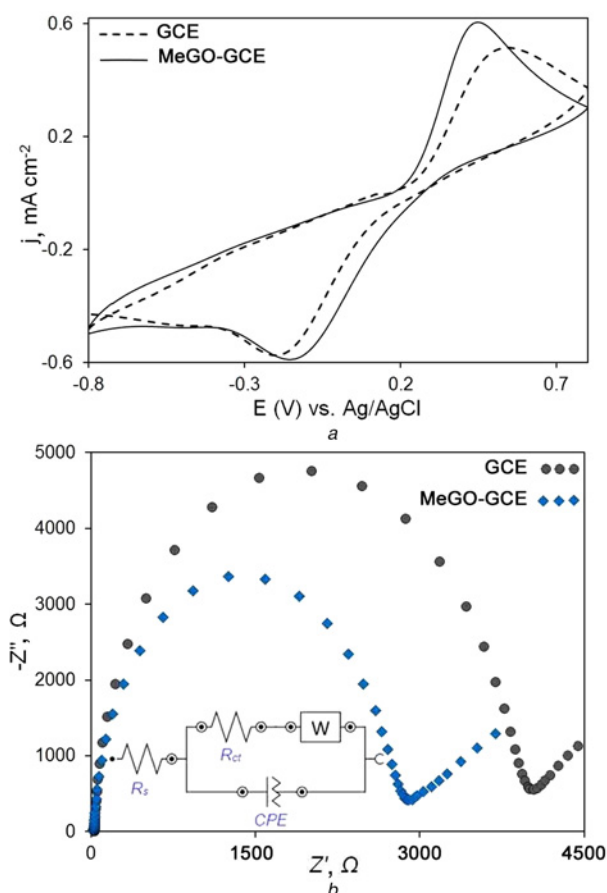 0.6
GCE
MeGO-GCE
0.2
-0.2
-0.6
j, mA cm-2
-0.8 -0.3 0.2 0.7
E (V) vs. Ag/AgCl
a
5000
GCE
MeGO-GCE
4000
3000
2000
1000
0
-Z", Ω
Rs
Rct
W
CPE
0 1500 3000 4500
Z', Ω
b